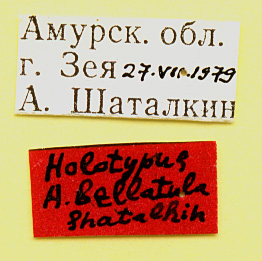 Амурск. обл.
г. Зея 27.VII.1979
А. Шаталкин
Holotypus
H. bellatula
Shatalkin